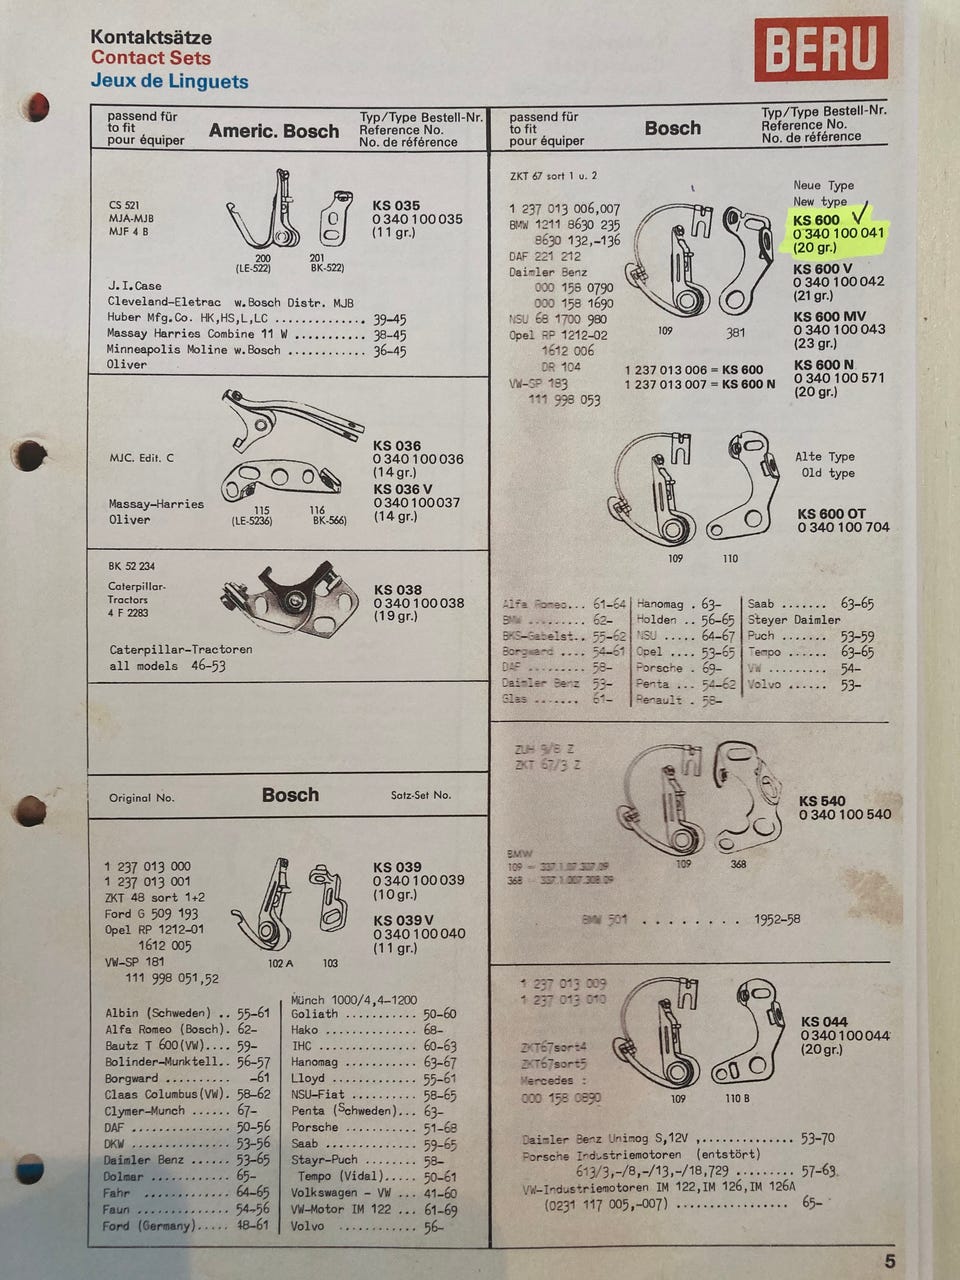 Kontaktsätze
Contact Sets
Jeux de Linguets
BERU
passend für
to fit
pour équiper
Americ. Bosch
Typ/Type Bestell-Nr.
Reference No.
No. de référence
CS 521
MJA-MJB
MJF 4 B
200
(LE-522)
201
BK-522)
KS 035
0 340 100 035
(11 gr.)
J.I.Case
Cleveland-Eletrac w.Bosch Distr. MJB
Huber Mfg.Co. HK,HS,L,LC ............. 39-45
Massay Harries Combine 11 W .......... 38-45
Minneapolis Moline w.Bosch ........... 36-45
Oliver
MJC. Edit. C
Massay-Harries
Oliver
115
(LE-5236)
116
BK-566)
KS 036
0 340 100 036
(14 gr.)
KS 036 V
0 340 100 037
(14 gr.)
BK 52 234
Caterpillar-
Tractors
4 F 2283
KS 038
0 340 100 038
(19 gr.)
Caterpillar-Tractoren
all models 46-53
Original No.
Bosch
Satz-Set No.
1 237 013 000
1 237 013 001
ZKT 48 sort 1+2
Ford G 509 193
Opel RP 1212-01
1612 005
VW-SP 181
111 998 051,52
102 A
103
KS 039
0 340 100 039
(10 gr.)
KS 039 V
0 340 100 040
(11 gr.)
Albin (Schweden) .. 55-61
Alfa Romeo (Bosch). 62-
Bautz T 600(VW).... 59-
Bolinder-Munktell.. 56-57
Borgward .......... -61
Claas Columbus(VW). 58-62
Clymer-Munch ...... 67-
DAF ............... 50-56
DKW ............... 53-56
Daimler Benz ...... 53-65
Dolmar ............ 65-
Fahr .............. 64-65
Faun .............. 54-56
Ford (Germany)..... 48-61
Münch 1000/4,4-1200
Goliath ........... 50-60
Hako .............. 68-
IHC ............... 60-63
Hanomag ........... 63-67
Lloyd ............. 55-61
NSU-Fiat .......... 58-65
Penta (Schweden)... 63-
Porsche ........... 51-68
Saab .............. 59-65
Stayr-Puch ........ 58-
Tempo (Vidal)..... 50-61
Volkswagen - VW ... 41-60
VW-Motor IM 122 ... 61-69
Volvo ............ 56-
passend für
to fit
pour équiper
Bosch
Typ/Type Bestell-Nr.
Reference No.
No. de référence
ZKT 67 sort 1 u. 2
1 237 013 006,007
BMW 1211 8630 235
8630 132,-136
DAF 221 212
Daimler Benz
000 158 0790
000 158 1690
NSU 68 1700 980
Opel RP 1212-02
1612 006
DR 104
VW-SP 183
111 998 053
109
381
1 237 013 006 = KS 600
1 237 013 007 = KS 600 N
Neue Type
New type
KS 600 ✓
0 340 100 041
(20 gr.)
KS 600 V
0 340 100 042
(21 gr.)
KS 600 MV
0 340 100 043
(23 gr.)
KS 600 N
0 340 100 571
(20 gr.)
109
110
Alte Type
Old type
KS 600 OT
0 340 100 704
Alfa Romeo... 61-64
BMW ......... 62-
BKS-Gabelst.. 55-62
Borgward .... 54-61
DAF ......... 58-
Daimler Benz 53-
Glas ....... 61-
Hanomag . 63-
Holden .. 56-65
NSU ..... 64-67
Opel .... 53-65
Porsche . 69-
Penta ... 54-62
Renault . 58-
Saab ....... 63-65
Steyer Daimler
Puch ....... 53-59
Tempo ...... 63-65
VW ......... 54-
Volvo ...... 53-
ZUH 9/8 Z
ZKT 67/3 Z
109
368
KS 540
0 340 100 540
BMW
109 =
368 =
BMW 501 ........ 1952-58
1 237 013 009
1 237 013 010
ZKT67sort4
ZKT67sort5
Mercedes :
000 158 0890
109
110 B
KS 044
0 340 100 044
(20 gr.)
Daimler Benz Unimog S,12V ,.............. 53-70
Porsche Industriemotoren (entstört)
613/3,-/8,-/13,-/18,729 ......... 57-63
VW-Industriemotoren IM 122,IM 126,IM 126A
(0231 117 005,-007) ................. 65-
5